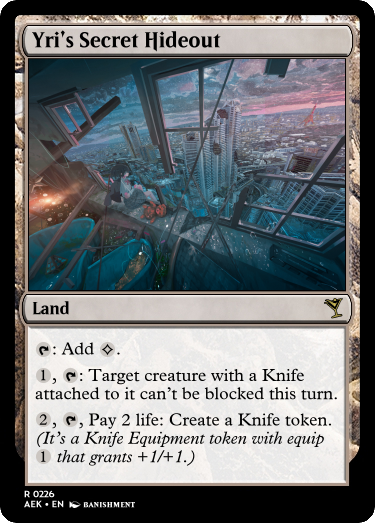 Yri's Secret Hideout
Land
: Add .
1, : Target creature with a Knife
attached to it can't be blocked this turn.
2, , Pay 2 life: Create a Knife token.
(It's a Knife Equipment token with equip
1 that grants +1/+1.)
R 0226
AEK • EN BANISHMENT